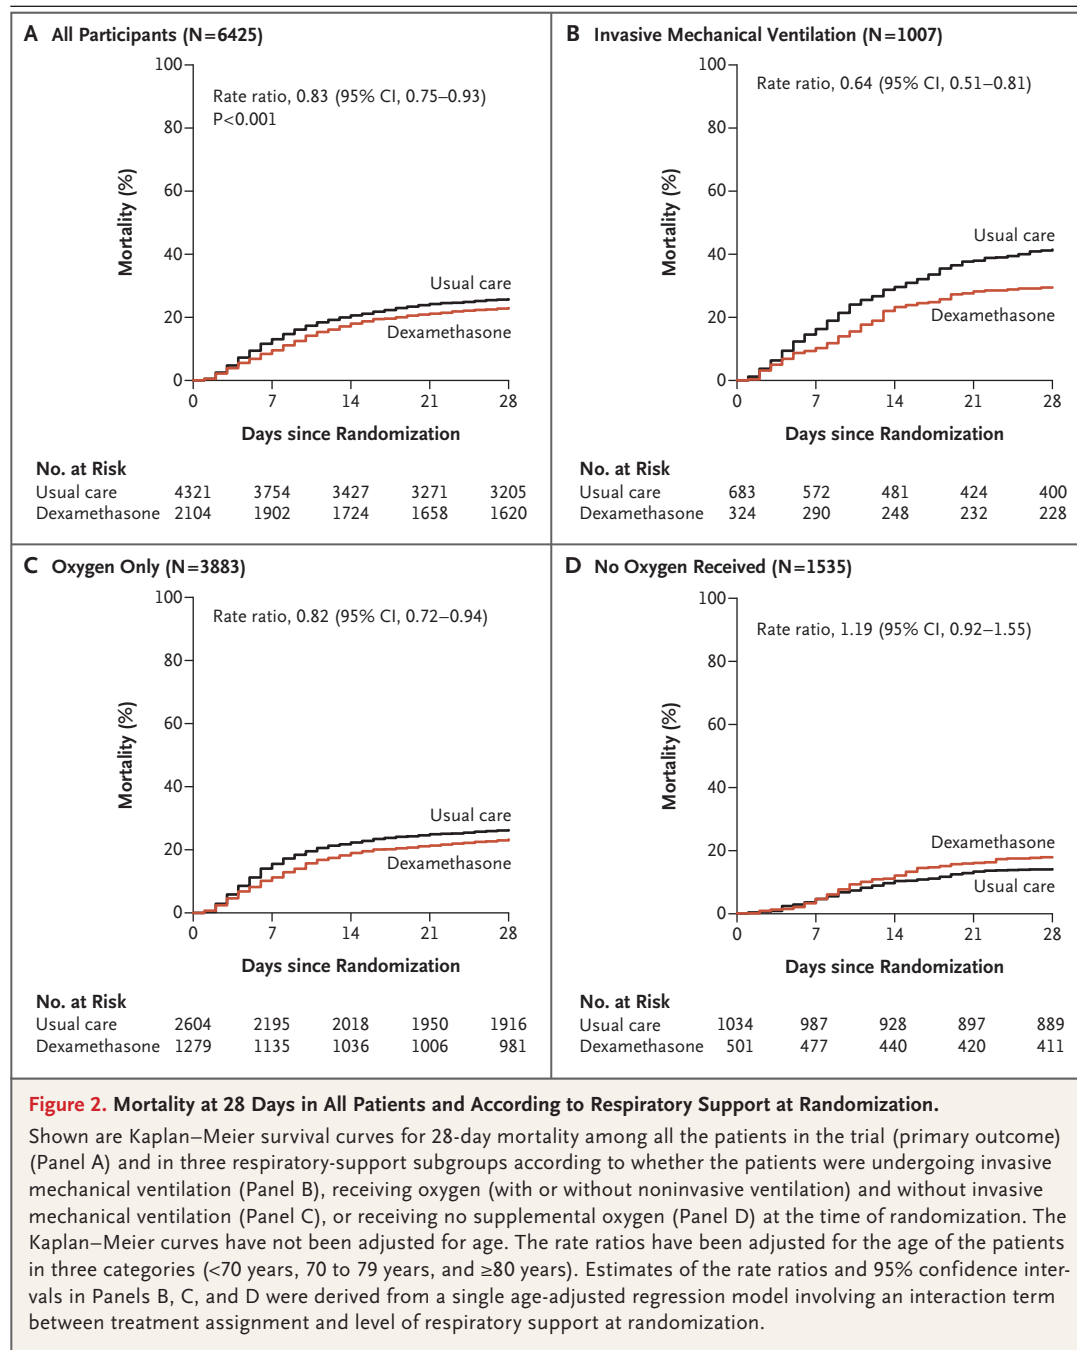 A All Participants (N=6425)
Rate ratio, 0.83 (95% CI, 0.75–0.93)
P<0.001
Mortality (%)
100
80
60
40
20
0
Usual care
Dexamethasone
0 7 14 21 28
Days since Randomization
No. at Risk
Usual care 4321 3754 3427 3271 3205
Dexamethasone 2104 1902 1724 1658 1620
B Invasive Mechanical Ventilation (N=1007)
Rate ratio, 0.64 (95% CI, 0.51–0.81)
Mortality (%)
100
80
60
40
20
0
Usual care
Dexamethasone
0 7 14 21 28
Days since Randomization
No. at Risk
Usual care 683 572 481 424 400
Dexamethasone 324 290 248 232 228
C Oxygen Only (N=3883)
Rate ratio, 0.82 (95% CI, 0.72–0.94)
Mortality (%)
100
80
60
40
20
0
Usual care
Dexamethasone
0 7 14 21 28
Days since Randomization
No. at Risk
Usual care 2604 2195 2018 1950 1916
Dexamethasone 1279 1135 1036 1006 981
D No Oxygen Received (N=1535)
Rate ratio, 1.19 (95% CI, 0.92–1.55)
Mortality (%)
100
80
60
40
20
0
Dexamethasone
Usual care
0 7 14 21 28
Days since Randomization
No. at Risk
Usual care 1034 987 928 897 889
Dexamethasone 501 477 440 420 411
Figure 2. Mortality at 28 Days in All Patients and According to Respiratory Support at Randomization.
Shown are Kaplan–Meier survival curves for 28-day mortality among all the patients in the trial (primary outcome)
(Panel A) and in three respiratory-support subgroups according to whether the patients were undergoing invasive
mechanical ventilation (Panel B), receiving oxygen (with or without noninvasive ventilation) and without invasive
mechanical ventilation (Panel C), or receiving no supplemental oxygen (Panel D) at the time of randomization. The
Kaplan–Meier curves have not been adjusted for age. The rate ratios have been adjusted for the age of the patients
in three categories (<70 years, 70 to 79 years, and ≥80 years). Estimates of the rate ratios and 95% confidence inter-
vals in Panels B, C, and D were derived from a single age-adjusted regression model involving an interaction term
between treatment assignment and level of respiratory support at randomization.